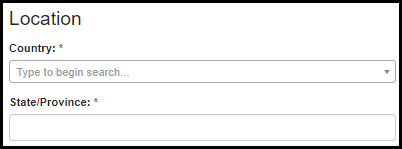 Location
Country: *
Type to begin search...
State/Province: *